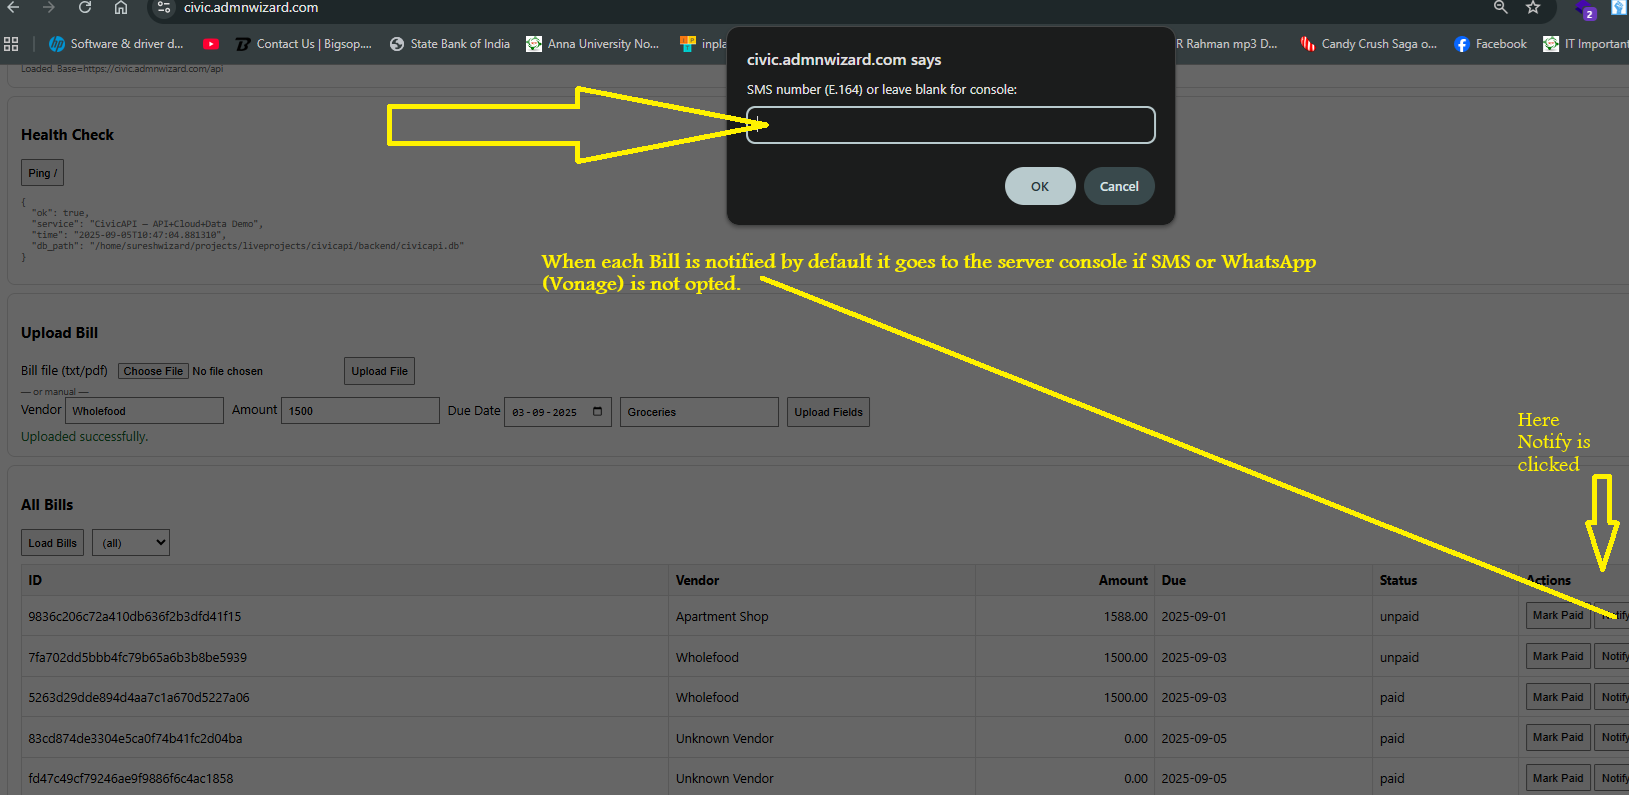 civic.admnwizard.com
2
Software & driver d...
Contact Us | Bigsop....
State Bank of India
Anna University No...
inpla
R Rahman mp3 D...
Candy Crush Saga o...
Facebook
IT Important
civic.admnwizard.com says
SMS number (E.164) or leave blank for console:
OK
Cancel
Loaded. Base=https://civic.admnwizard.com/api
Health Check
Ping /
{
"ok": true,
"service": "CivicAPI — API+Cloud+Data Demo",
"time": "2025-09-05T10:47:04.881310",
"db_path": "/home/sureshwizard/projects/liveprojects/civicapi/backend/civicapi.db"
}
When each Bill is notified by default it goes to the server console if SMS or WhatsApp
(Vonage) is not opted.
Upload Bill
Bill file (txt/pdf) Choose File No file chosen Upload File
— or manual —
Vendor Wholefood Amount 1500 Due Date 03-09-2025 Groceries Upload Fields
Uploaded successfully.
Here
Notify is
clicked
All Bills
Load Bills (all)
ID Vendor Amount Due Status Actions
9836c206c72a410db636f2b3dfd41f15 Apartment Shop 1588.00 2025-09-01 unpaid Mark Paid Notify
7fa702dd5bbb4fc79b65a6b3b8be5939 Wholefood 1500.00 2025-09-03 unpaid Mark Paid Notify
5263d29dde894d4aa7c1a670d5227a06 Wholefood 1500.00 2025-09-03 paid Mark Paid Notify
83cd874de3304e5ca0f74b41fc2d04ba Unknown Vendor 0.00 2025-09-05 paid Mark Paid Notify
fd47c49cf79246ae9f9886f6c4ac1858 Unknown Vendor 0.00 2025-09-05 paid Mark Paid Notify